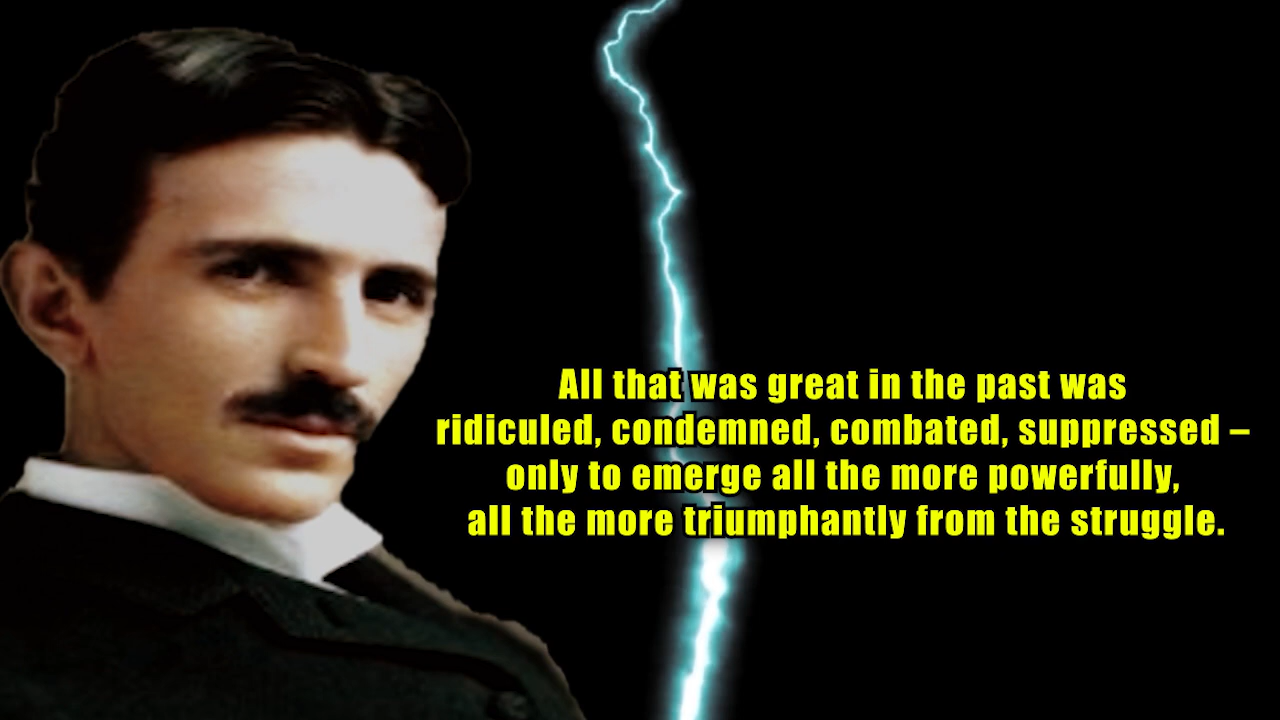 All that was great in the past was
ridiculed, condemned, combated, suppressed –
only to emerge all the more powerfully,
all the more triumphantly from the struggle.